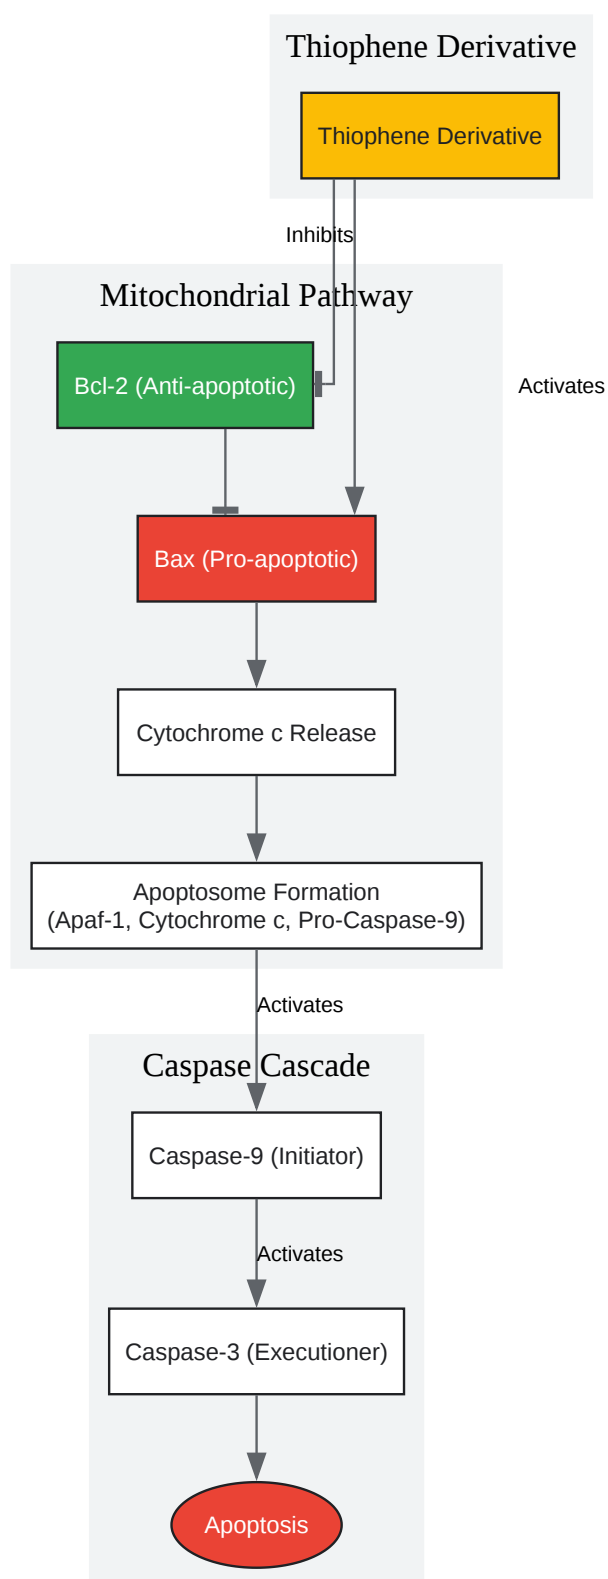 Thiophene Derivative
Thiophene Derivative
Inhibits
Mitochondrial Pathway
Bcl-2 (Anti-apoptotic)
Activates
Bax (Pro-apoptotic)
Cytochrome c Release
Apoptosome Formation
(Apaf-1, Cytochrome c, Pro-Caspase-9)
Activates
Caspase Cascade
Caspase-9 (Initiator)
Activates
Caspase-3 (Executioner)
Apoptosis